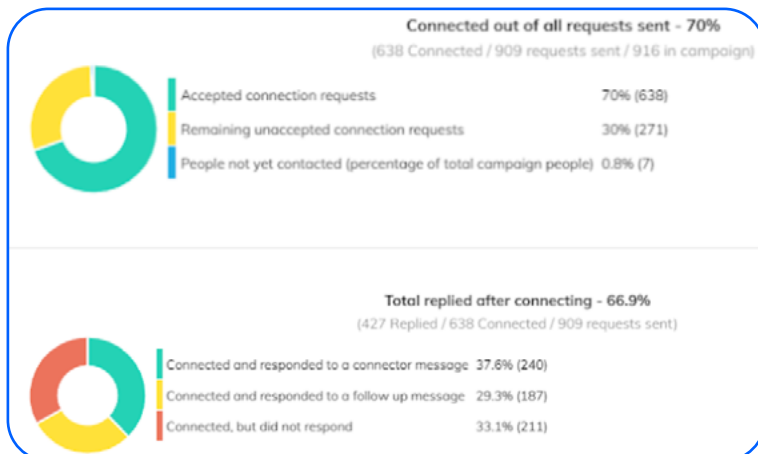 Connected out of all requests sent - 70%
(638 Connected / 909 requests sent / 916 in campaign)
Accepted connection requests 70% (638)
Remaining unaccepted connection requests 30% (271)
People not yet contacted (percentage of total campaign people) 0.8% (7)
Total replied after connecting - 66.9%
(427 Replied / 638 Connected / 909 requests sent)
Connected and responded to a connector message 37.6% (240)
Connected and responded to a follow up message 29.3% (187)
Connected, but did not respond 33.1% (211)